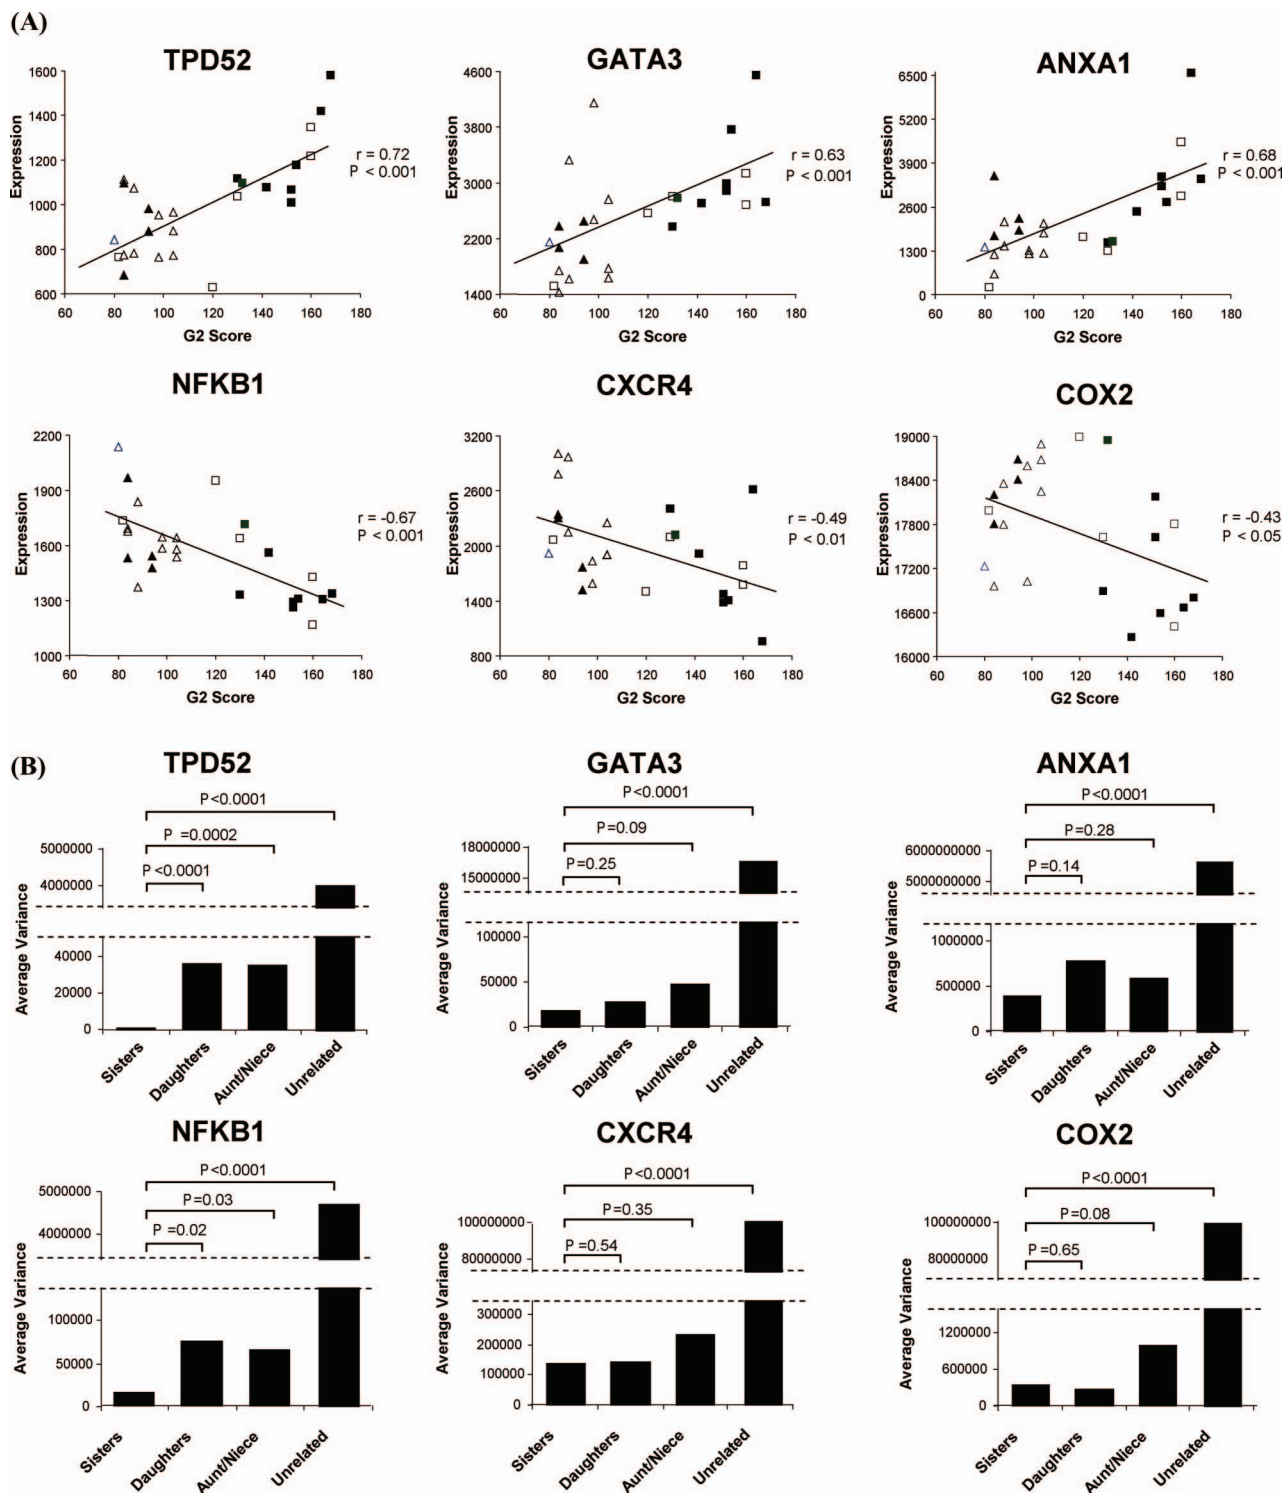 (A)
TPD52
GATA3
ANXA1
1600
1400
1200
1000
800
600
Expression
60 80 100 120 140 160 180
G2 Score
r = 0.72
P < 0.001
4600
3800
3000
2200
1400
Expression
60 80 100 120 140 160 180
G2 Score
r = 0.63
P < 0.001
6500
5200
3900
2600
1300
0
Expression
60 80 100 120 140 160 180
G2 Score
r = 0.68
P < 0.001
NFKB1
CXCR4
COX2
2200
1900
1600
1300
1000
Expression
60 80 100 120 140 160 180
G2 Score
r = -0.67
P < 0.001
3200
2600
2000
1400
800
Expression
60 80 100 120 140 160 180
G2 Score
r = -0.49
P < 0.01
19000
18400
17800
17200
16600
16000
Expression
60 80 100 120 140 160 180
G2 Score
r = -0.43
P < 0.05
(B)
TPD52
GATA3
ANXA1
P<0.0001
P =0.0002
P <0.0001
5000000
4000000
40000
20000
0
Average Variance
Sisters
Daughters
Aunt/Niece
Unrelated
P<0.0001
P=0.09
P=0.25
18000000
15000000
100000
50000
0
Average Variance
Sisters
Daughters
Aunt/Niece
Unrelated
P<0.0001
P=0.28
P=0.14
6000000000
5000000000
1000000
500000
0
Average Variance
Sisters
Daughters
Aunt/Niece
Unrelated
NFKB1
CXCR4
COX2
P<0.0001
P=0.03
P =0.02
5000000
4000000
100000
50000
0
Average Variance
Sisters
Daughters
Aunt/Niece
Unrelated
P<0.0001
P=0.35
P =0.54
100000000
80000000
300000
200000
100000
0
Average Variance
Sisters
Daughters
Aunt/Niece
Unrelated
P<0.0001
P=0.08
P=0.65
100000000
80000000
1200000
600000
0
Average Variance
Sisters
Daughters
Aunt/Niece
Unrelated